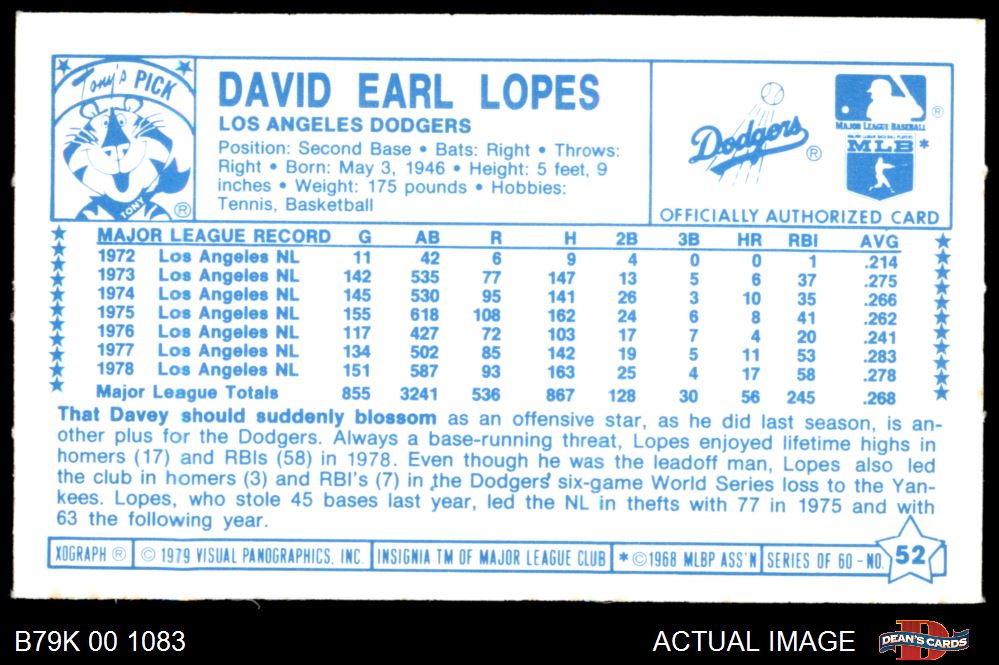 Tony's PICK
TONY
®
DAVID EARL LOPES
LOS ANGELES DODGERS
Position: Second Base • Bats: Right • Throws:
Right • Born: May 3, 1946 • Height: 5 feet, 9
inches • Weight: 175 pounds • Hobbies:
Tennis, Basketball
Dodgers ®
MAJOR LEAGUE BASEBALL ®
MAJOR LEAGUE BASEBALL PLAYERS
MLB *
OFFICIALLY AUTHORIZED CARD
MAJOR LEAGUE RECORD G AB R H 2B 3B HR RBI AVG
1972 Los Angeles NL 11 42 6 9 4 0 0 1 .214
1973 Los Angeles NL 142 535 77 147 13 5 6 37 .275
1974 Los Angeles NL 145 530 95 141 26 3 10 35 .266
1975 Los Angeles NL 155 618 108 162 24 6 8 41 .262
1976 Los Angeles NL 117 427 72 103 17 7 4 20 .241
1977 Los Angeles NL 134 502 85 142 19 5 11 53 .283
1978 Los Angeles NL 151 587 93 163 25 4 17 58 .278
Major League Totals 855 3241 536 867 128 30 56 245 .268
That Davey should suddenly blossom as an offensive star, as he did last season, is an-
other plus for the Dodgers. Always a base-running threat, Lopes enjoyed lifetime highs in
homers (17) and RBIs (58) in 1978. Even though he was the leadoff man, Lopes also led
the club in homers (3) and RBI's (7) in the Dodgers' six-game World Series loss to the Yan-
kees. Lopes, who stole 45 bases last year, led the NL in thefts with 77 in 1975 and with
63 the following year.
XOGRAPH ® © 1979 VISUAL PANOGRAPHICS, INC. INSIGNIA TM OF MAJOR LEAGUE CLUB * ©1968 MLBP ASS'N SERIES OF 60 - NO. 52
B79K 00 1083
ACTUAL IMAGE
DEAN'S CARDS